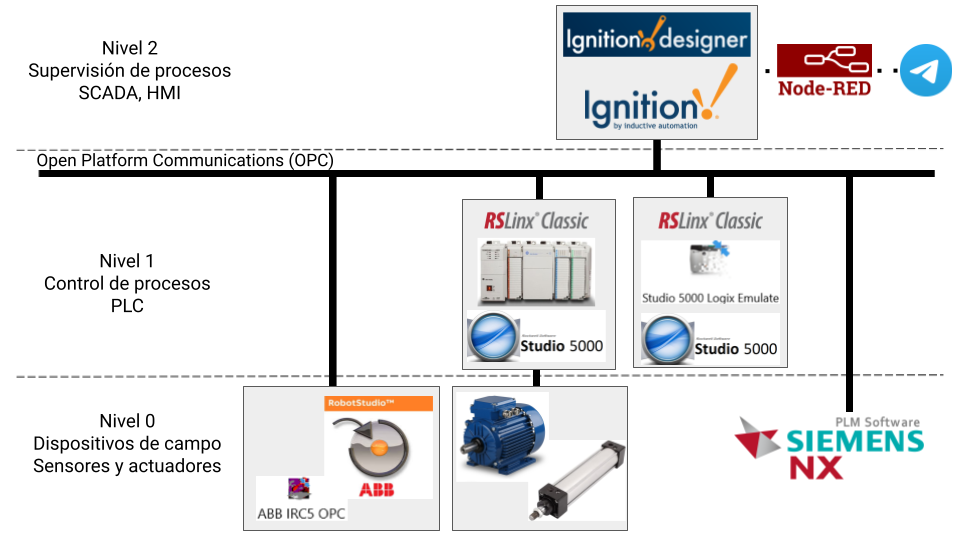 Nivel 2
Supervisión de procesos
SCADA, HMI
Ignition designer
Ignition!
by inductive automation
Node-RED
Open Platform Communications (OPC)
Nivel 1
Control de procesos
PLC
RSLinx® Classic
Studio 5000
RSLinx® Classic
Studio 5000 Logix Emulate
Studio 5000
Nivel 0
Dispositivos de campo
Sensores y actuadores
RobotStudio™
ABB
ABB IRC5 OPC
PLM Software
SIEMENS
NX